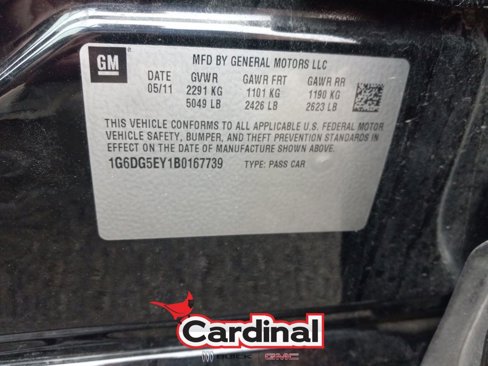 GM
MFD BY GENERAL MOTORS LLC
DATE GVWR GAWR FRT GAWR RR
05/11 2291 KG 1101 KG 1190 KG
5049 LB 2426 LB 2623 LB
THIS VEHICLE CONFORMS TO ALL APPLICABLE U.S. FEDERAL MOTOR
VEHICLE SAFETY, BUMPER, AND THEFT PREVENTION STANDARDS IN
EFFECT ON THE DATE OF MANUFACTURE SHOWN ABOVE.
1G6DG5EY1B0167739 TYPE: PASS CAR
Cardinal
BUICK GMC